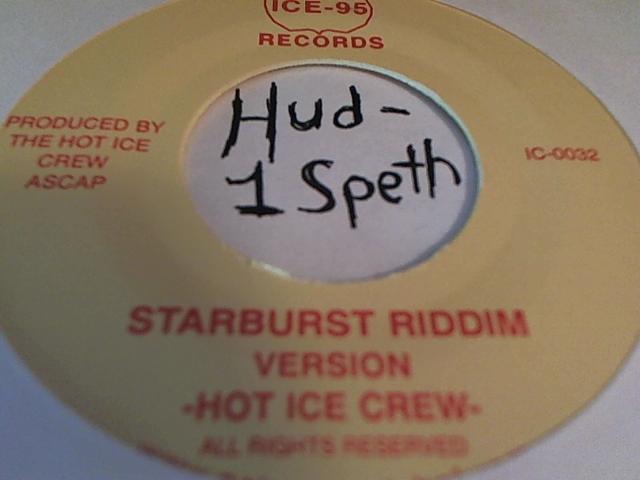 ICE-95
RECORDS
PRODUCED BY
THE HOT ICE
CREW
ASCAP
IC-0032
Hud-
1 Speth
STARBURST RIDDIM
VERSION
-HOT ICE CREW-
ALL RIGHTS RESERVED